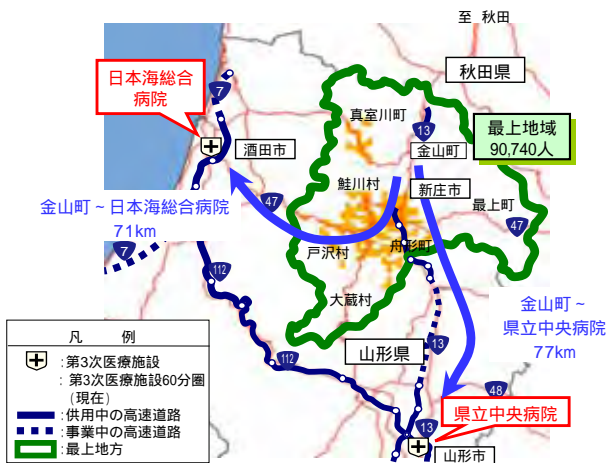 至 秋田
日本海総合
病院
秋田県
7
真室川町
13
最上地域
90,740人
酒田市
金山町
鮭川村
新庄市
47
最上町
金山町~日本海総合病院
71km
47
7
戸沢村
舟形町
112
大蔵村
金山町~
県立中央病院
77km
13
山形県
凡 例
:第3次医療施設
:第3次医療施設60分圏
(現在)
:供用中の高速道路
:事業中の高速道路
:最上地方
112
48
県立中央病院
13
山形市